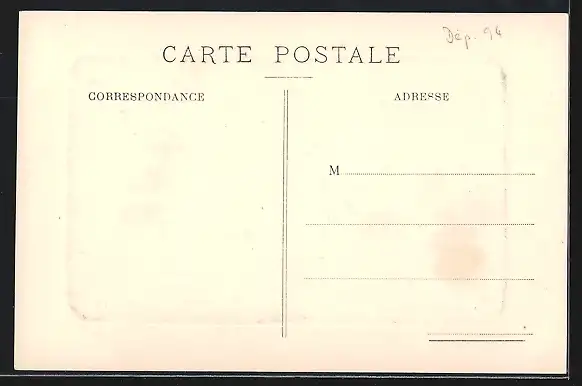 Dép. 94
CARTE POSTALE
CORRESPONDANCE
ADRESSE
M